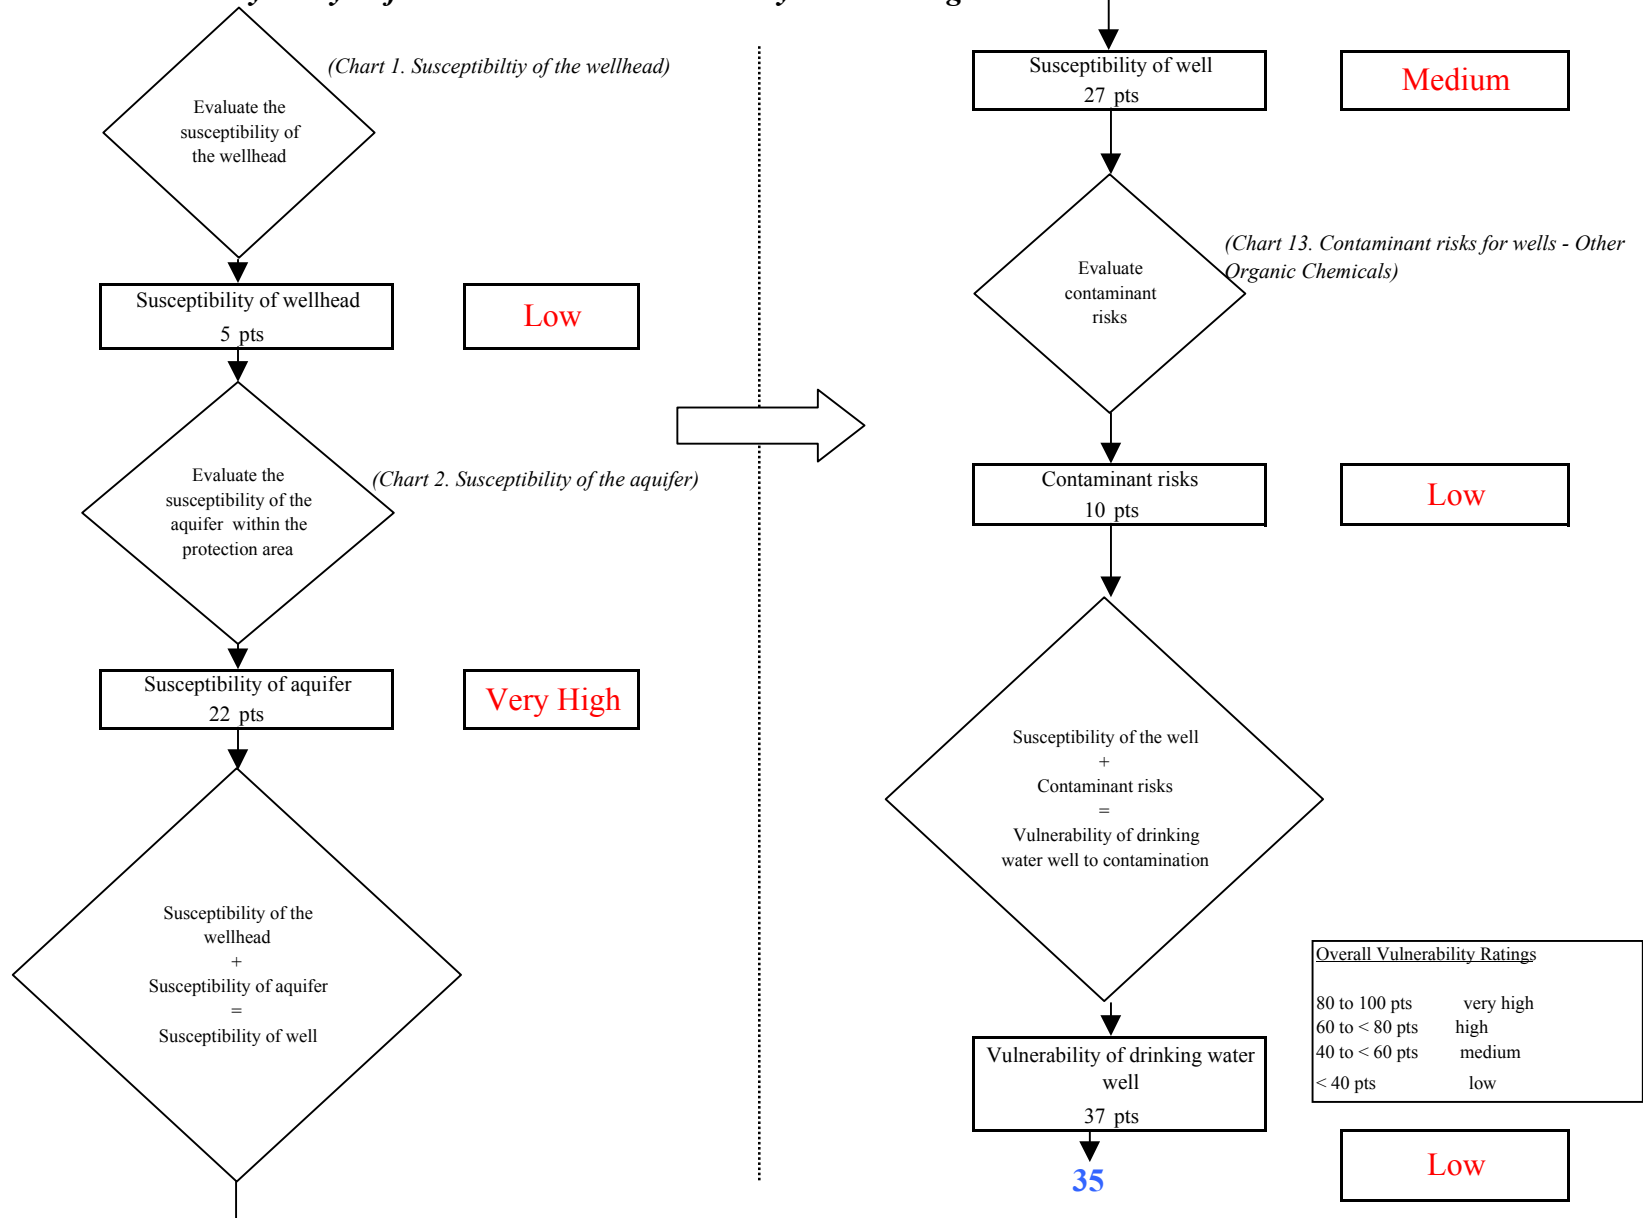 (Chart 1. Susceptibiltiy of the wellhead)
Evaluate the
susceptibility of
the wellhead
Susceptibility of wellhead
5 pts
Low
Evaluate the
susceptibility of the
aquifer within the
protection area
(Chart 2. Susceptibility of the aquifer)
Susceptibility of aquifer
22 pts
Very High
Susceptibility of the
wellhead
+
Susceptibility of aquifer
=
Susceptibility of well
Susceptibility of well
27 pts
Medium
(Chart 13. Contaminant risks for wells - Other
Organic Chemicals)
Evaluate
contaminant
risks
Contaminant risks
10 pts
Low
Susceptibility of the well
+
Contaminant risks
=
Vulnerability of drinking
water well to contamination
Overall Vulnerability Ratings
80 to 100 pts very high
60 to < 80 pts high
40 to < 60 pts medium
< 40 pts low
Vulnerability of drinking water
well
37 pts
35
Low